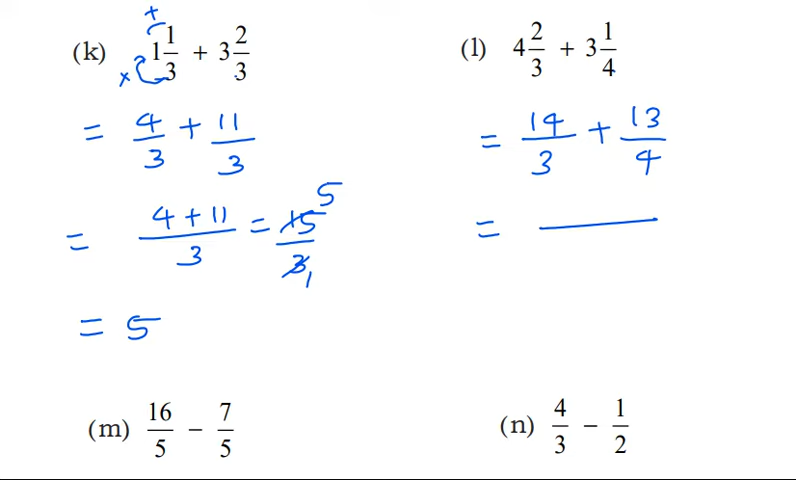 (k) 1 1/3 + 3 2/3
+
×
= 4/3 + 11/3
= (4 + 11)/3 = 15/3
5
1
= 5
(l) 4 2/3 + 3 1/4
= 14/3 + 13/4
=
(m) 16/5 − 7/5
(n) 4/3 − 1/2